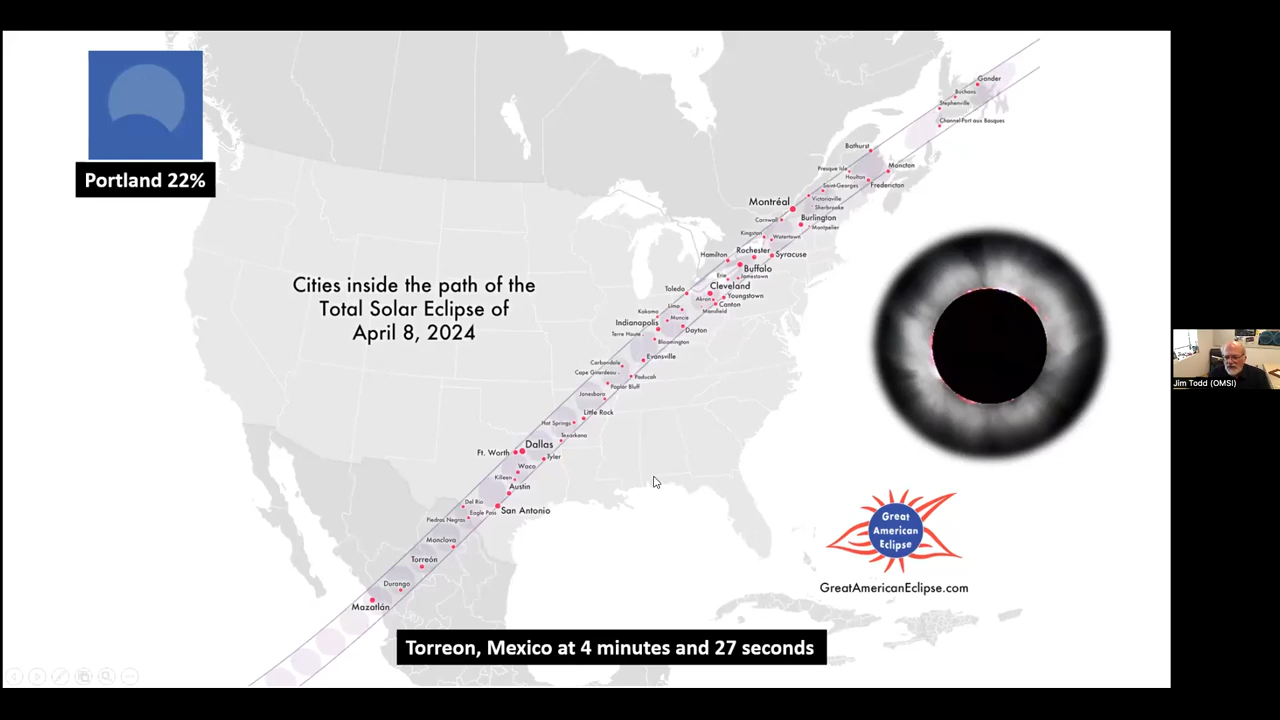 Portland 22%
Cities inside the path of the
Total Solar Eclipse of
April 8, 2024
Gander
Buchans
Stephenville
Channel-Port aux Basques
Bathurst
Presque Isle
Moncton
Houlton
Fredericton
Saint-Georges
Victoriaville
Montréal
Sherbrooke
Cornwall
Burlington
Montpelier
Kingston
Watertown
Rochester
Syracuse
Hamilton
Buffalo
Erie
Jamestown
Cleveland
Toledo
Akron
Youngstown
Canton
Lima
Mansfield
Kokomo
Muncie
Indianapolis
Dayton
Terre Haute
Bloomington
Evansville
Carbondale
Cape Girardeau
Paducah
Poplar Bluff
Jonesboro
Little Rock
Hot Springs
Texarkana
Dallas
Ft. Worth
Tyler
Waco
Killeen
Austin
Del Rio
San Antonio
Eagle Pass
Piedras Negras
Monclova
Torreón
Durango
Mazatlán
Great
American
Eclipse
GreatAmericanEclipse.com
Torreon, Mexico at 4 minutes and 27 seconds
Jim Todd (OMSI)